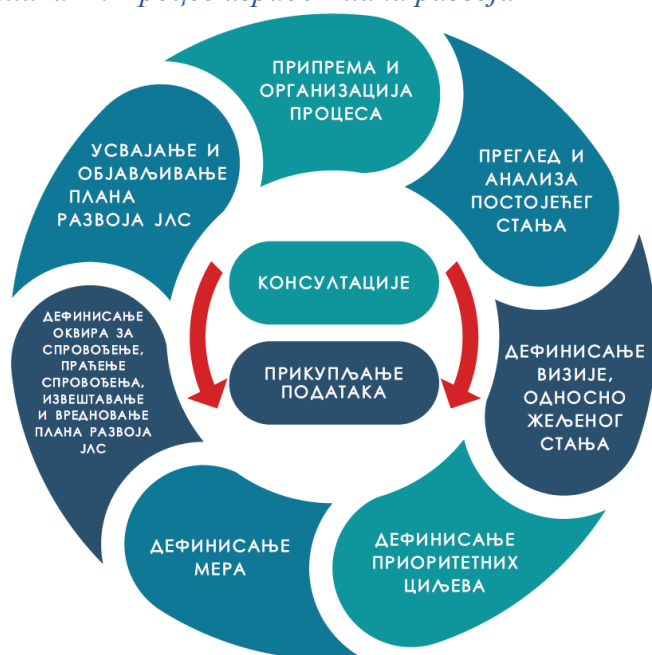 ПРИПРЕМА И
ОРГАНИЗАЦИЈА
ПРОЦЕСА
ПРЕГЛЕД И
АНАЛИЗА
ПОСТОЈЕЋЕГ
СТАЊА
ДЕФИНИСАЊЕ
ВИЗИЈЕ,
ОДНОСНО
ЖЕЉЕНОГ
СТАЊА
ДЕФИНИСАЊЕ
ПРИОРИТЕТНИХ
ЦИЉЕВА
ДЕФИНИСАЊЕ
МЕРА
ДЕФИНИСАЊЕ
ОКВИРА ЗА
СПРОВОЂЕЊЕ,
ПРАЋЕЊЕ
СПРОВОЂЕЊА,
ИЗВЕШТАВАЊЕ
И ВРЕДНОВАЊЕ
ПЛАНА РАЗВОЈА
ЈЛС
УСВАЈАЊЕ И
ОБЈАВЉИВАЊЕ
ПЛАНА
РАЗВОЈА ЈЛС
КОНСУЛТАЦИЈЕ
ПРИКУПЉАЊЕ
ПОДАТАКА